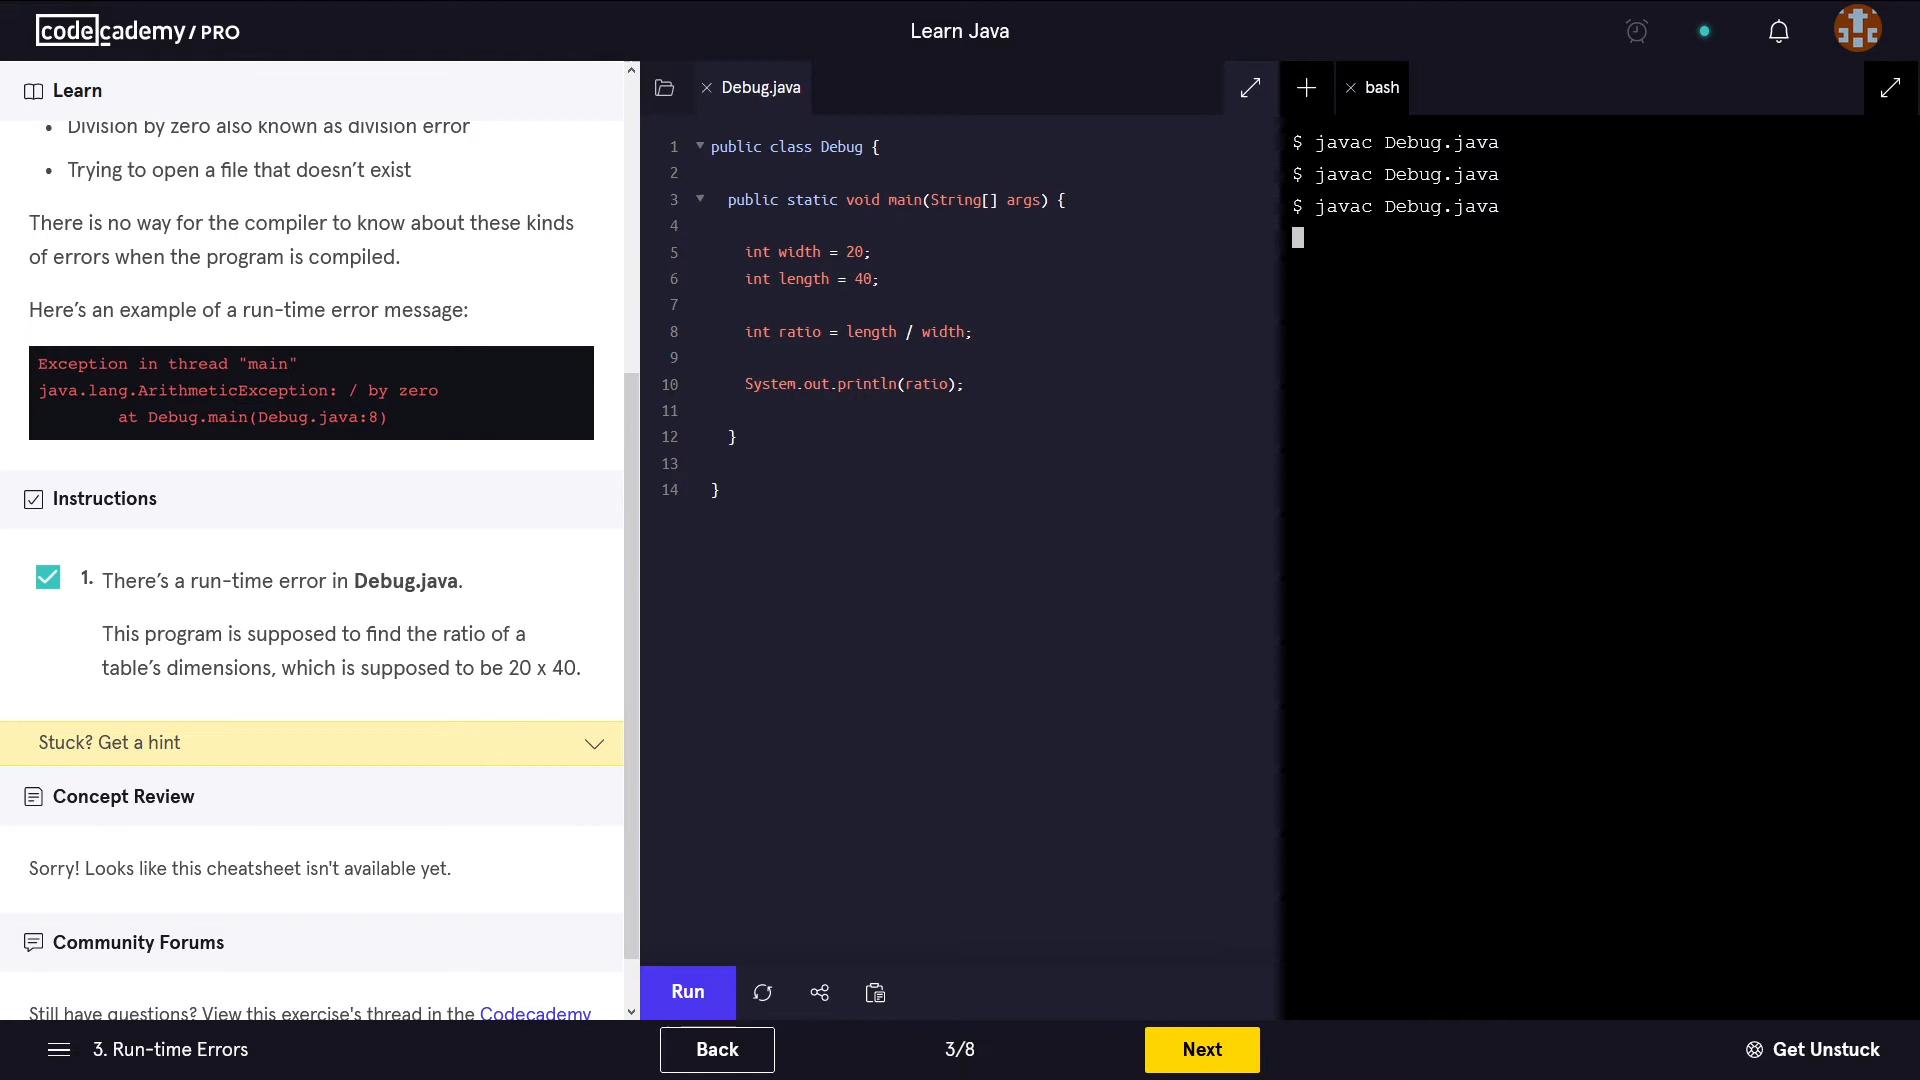 codecademy/PRO
Learn Java
Learn
Debug.java
bash
• Division by zero also known as division error
• Trying to open a file that doesn’t exist
There is no way for the compiler to know about these kinds
of errors when the program is compiled.
Here’s an example of a run-time error message:
Exception in thread "main"
java.lang.ArithmeticException: / by zero
at Debug.main(Debug.java:8)
Instructions
1. There’s a run-time error in Debug.java.
This program is supposed to find the ratio of a
table’s dimensions, which is supposed to be 20 x 40.
Stuck? Get a hint
Concept Review
Sorry! Looks like this cheatsheet isn't available yet.
Community Forums
Still have questions? View this exercise's thread in the Codecademy
1 public class Debug {
2
3 public static void main(String[] args) {
4
5 int width = 20;
6 int length = 40;
7
8 int ratio = length / width;
9
10 System.out.println(ratio);
11
12 }
13
14 }
$ javac Debug.java
$ javac Debug.java
$ javac Debug.java
Run
3. Run-time Errors
Back
3/8
Next
Get Unstuck